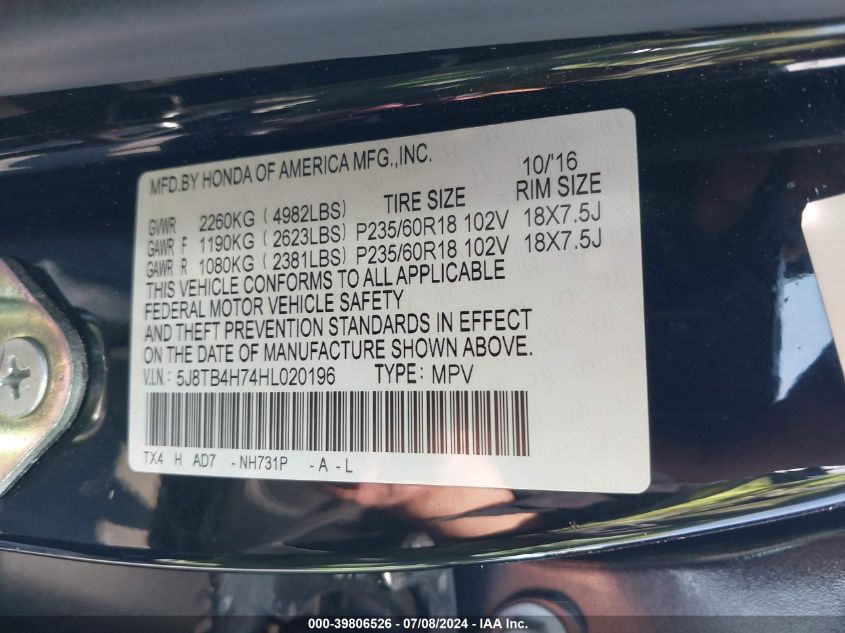 MFD.BY HONDA OF AMERICA MFG.,INC. 10/'16
TIRE SIZE RIM SIZE
GVWR 2260KG ( 4982LBS)
GAWR F 1190KG ( 2623LBS) P235/60R18 102V 18X7.5J
GAWR R 1080KG ( 2381LBS) P235/60R18 102V 18X7.5J
THIS VEHICLE CONFORMS TO ALL APPLICABLE
FEDERAL MOTOR VEHICLE SAFETY
AND THEFT PREVENTION STANDARDS IN EFFECT
ON THE DATE OF MANUFACTURE SHOWN ABOVE.
V.I.N.: 5J8TB4H74HL020196 TYPE: MPV
TX4 H AD7 -NH731P -A-L
000-39806526 - 07/08/2024 - IAA Inc.